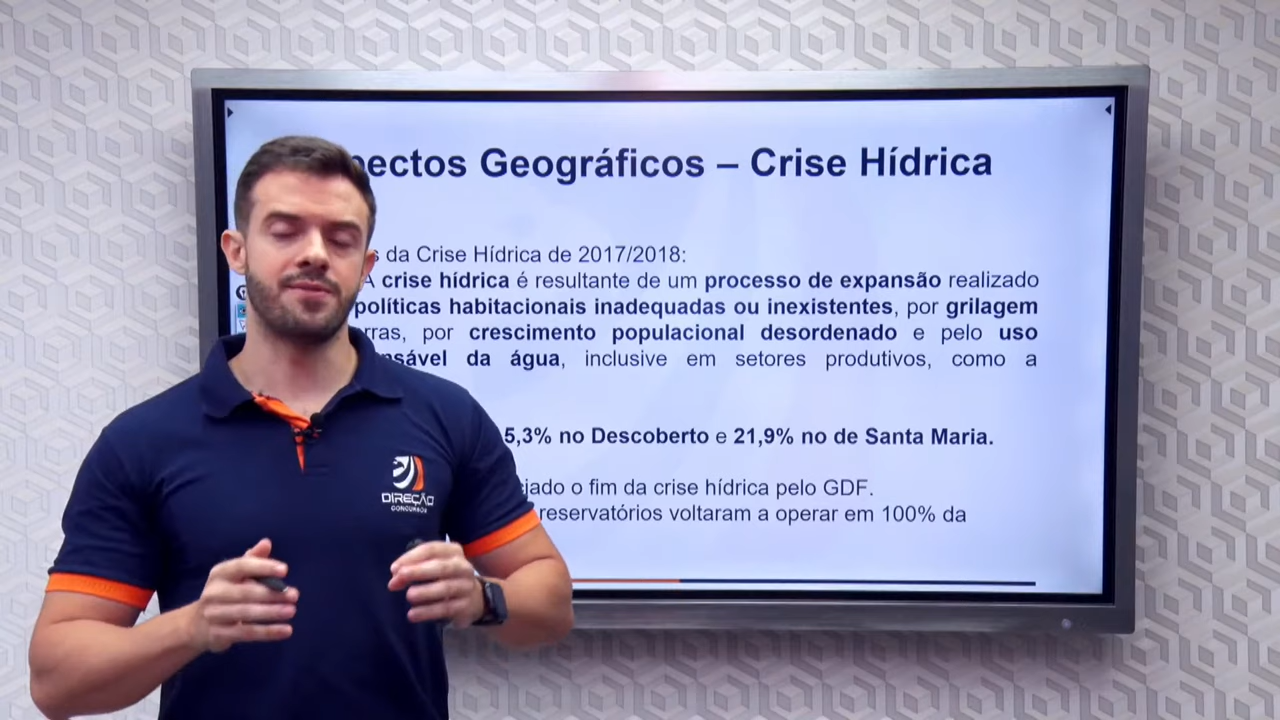 pectos Geográficos – Crise Hídrica
s da Crise Hídrica de 2017/2018:
A crise hídrica é resultante de um processo de expansão realizado
políticas habitacionais inadequadas ou inexistentes, por grilagem
rras, por crescimento populacional desordenado e pelo uso
nsável da água, inclusive em setores produtivos, como a
5,3% no Descoberto e 21,9% no de Santa Maria.
ciado o fim da crise hídrica pelo GDF.
reservatórios voltaram a operar em 100% da
DIREÇÃO
CONCURSOS